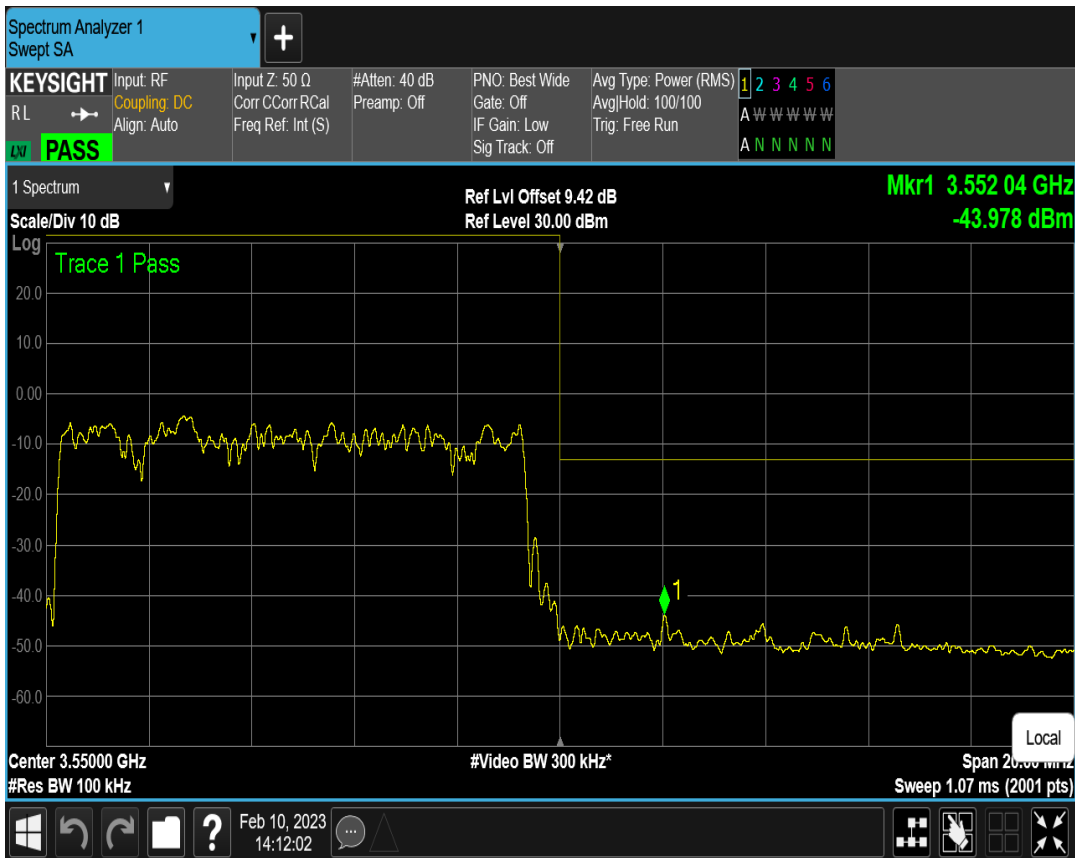 Spectrum Analyzer 1
Swept SA
+
KEYSIGHT
R L
LXI PASS
Input: RF
Coupling: DC
Align: Auto
Input Z: 50 Ω
Corr CCorr RCal
Freq Ref: Int (S)
#Atten: 40 dB
Preamp: Off
PNO: Best Wide
Gate: Off
IF Gain: Low
Sig Track: Off
Avg Type: Power (RMS)
Avg|Hold: 100/100
Trig: Free Run
1 2 3 4 5 6
A W W W W W
A N N N N N
1 Spectrum
Scale/Div 10 dB
Ref Lvl Offset 9.42 dB
Ref Level 30.00 dBm
Mkr1 3.552 04 GHz
-43.978 dBm
Log
Trace 1 Pass
20.0
10.0
0.00
-10.0
-20.0
-30.0
-40.0
1
-50.0
-60.0
Local
Center 3.55000 GHz
#Video BW 300 kHz*
Span 20.00 MHz
#Res BW 100 kHz
Sweep 1.07 ms (2001 pts)
?
Feb 10, 2023
14:12:02